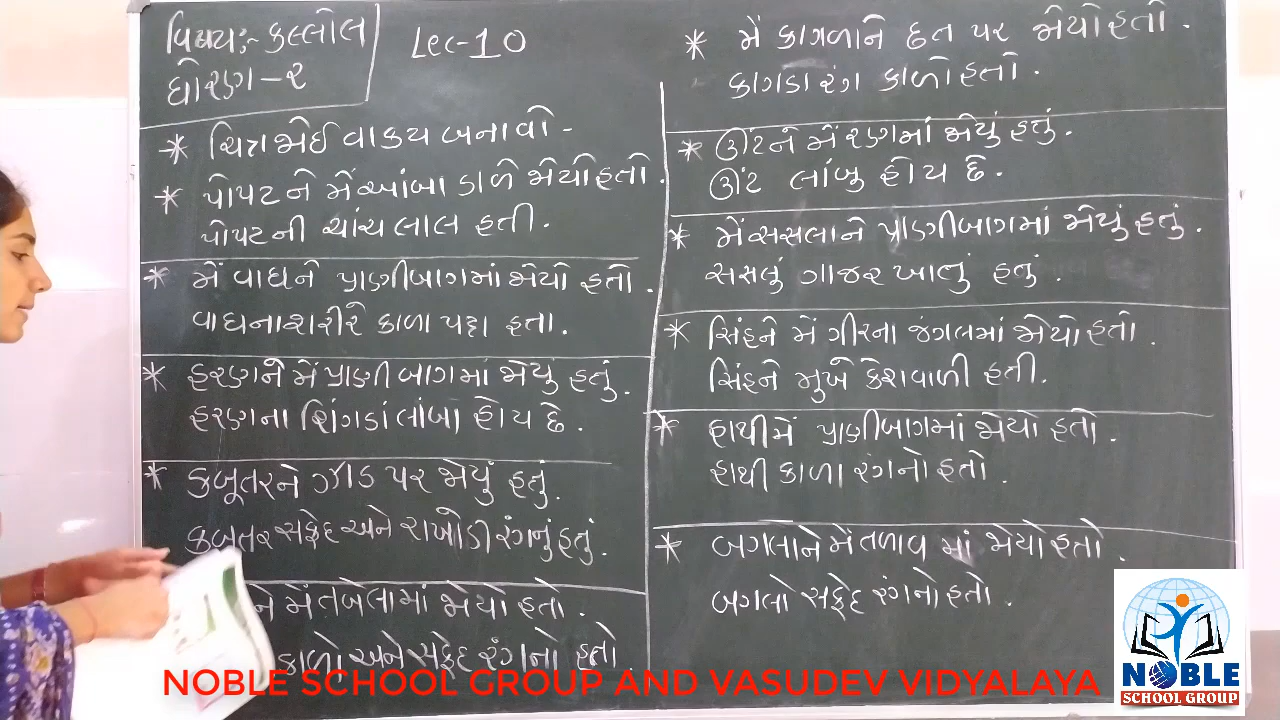 વિષય:- કલ્લોલ
ધોરણ - ૨
Lec-10
* ચિત્ર જોઈ વાક્ય બનાવો -
* પોપટ ને મેં આંબા ડાળે જોયો હતો.
પોપટ ની ચાંચ લાલ હતી.
* મેં વાઘને પ્રાણીબાગમાં જોયો હતો.
વાઘના શરીરે કાળા પટ્ટા હતા.
* હરણને મેં પ્રાણી બાગમાં જોયુ હતું.
હરણના શિંગડાં લાંબા હોય છે.
* કબૂતરને ઝાડ પર જોયું હતું.
કબુતર સફેદ અને રાખોડી રંગનું હતું.
ને મેં તબેલામાં જોયો હતો.
કાળો અને સફેદ રંગનો હતો.
* મેં કાગળાને છત પર જોયો હતો.
કાગડા રંગ કાળો હતો.
* ઊંટને મેં રણમાં જોયું હતું.
ઊંટ લાંબુ હોય છે.
* મેં સસલાને પ્રાણીબાગમાં જોયું હતું.
સસલું ગાજર ખાતું હતું.
* સિંહને મેં ગીરના જંગલમાં જોયો હતો.
સિંહને મુખે કેશવાળી હતી.
* હાથી મેં પ્રાણીબાગમાં જોયો હતો.
હાથી કાળા રંગનો હતો.
* બગલાને મેં તળાવ માં જોયો હતો.
બગલો સફેદ રંગનો હતો.
NOBLE SCHOOL GROUP AND VASUDEV VIDYALAYA
NOBLE
SCHOOL GROUP